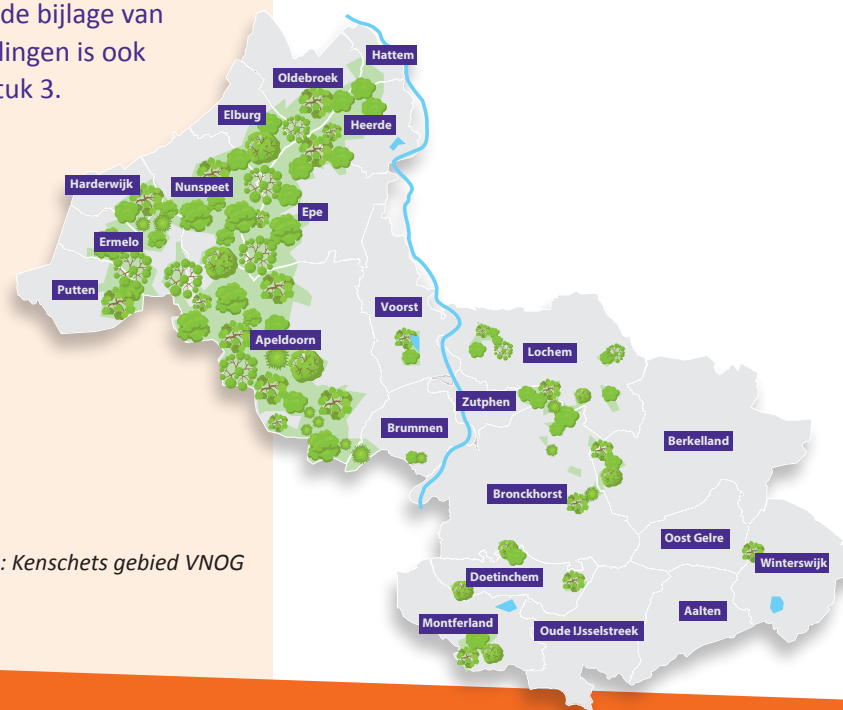 de bijlage van
lingen is ook
tuk 3.
Hattem
Oldebroek
Elburg
Heerde
Harderwijk
Nunspeet
Epe
Ermelo
Putten
Voorst
Apeldoorn
Lochem
Zutphen
Brummen
Berkelland
Bronckhorst
Oost Gelre
Winterswijk
Doetinchem
Aalten
Montferland
Oude IJsselstreek
: Kenschets gebied VNOG